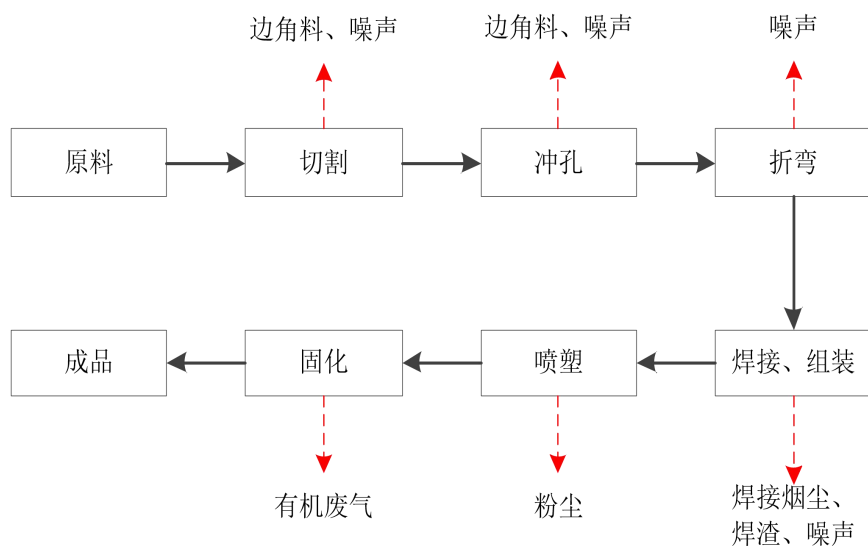 边角料、噪声
边角料、噪声
噪声
原料
切割
冲孔
折弯
成品
固化
喷塑
焊接、组装
有机废气
粉尘
焊接烟尘、
焊渣、噪声